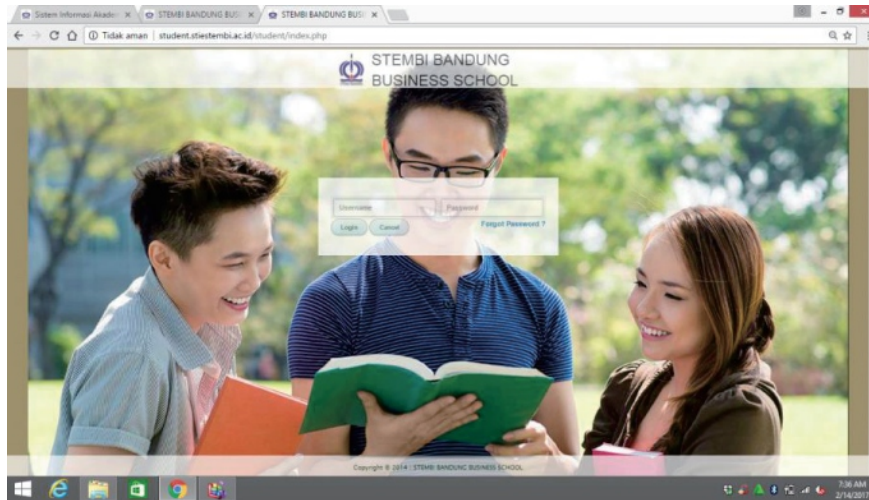 Sistem Informasi Akade
STEMBI BANDUNG BUSI
STEMBI BANDUNG BUSI
Tidak aman | student.stiestembi.ac.id/student/index.php
STEMBI BANDUNG
BUSINESS SCHOOL
Username
Password
Login
Cancel
Forgot Password ?
Copyright © 2014 : STEMBI BANDUNG BUSINESS SCHOOL.
7:36 AM
2/14/2017